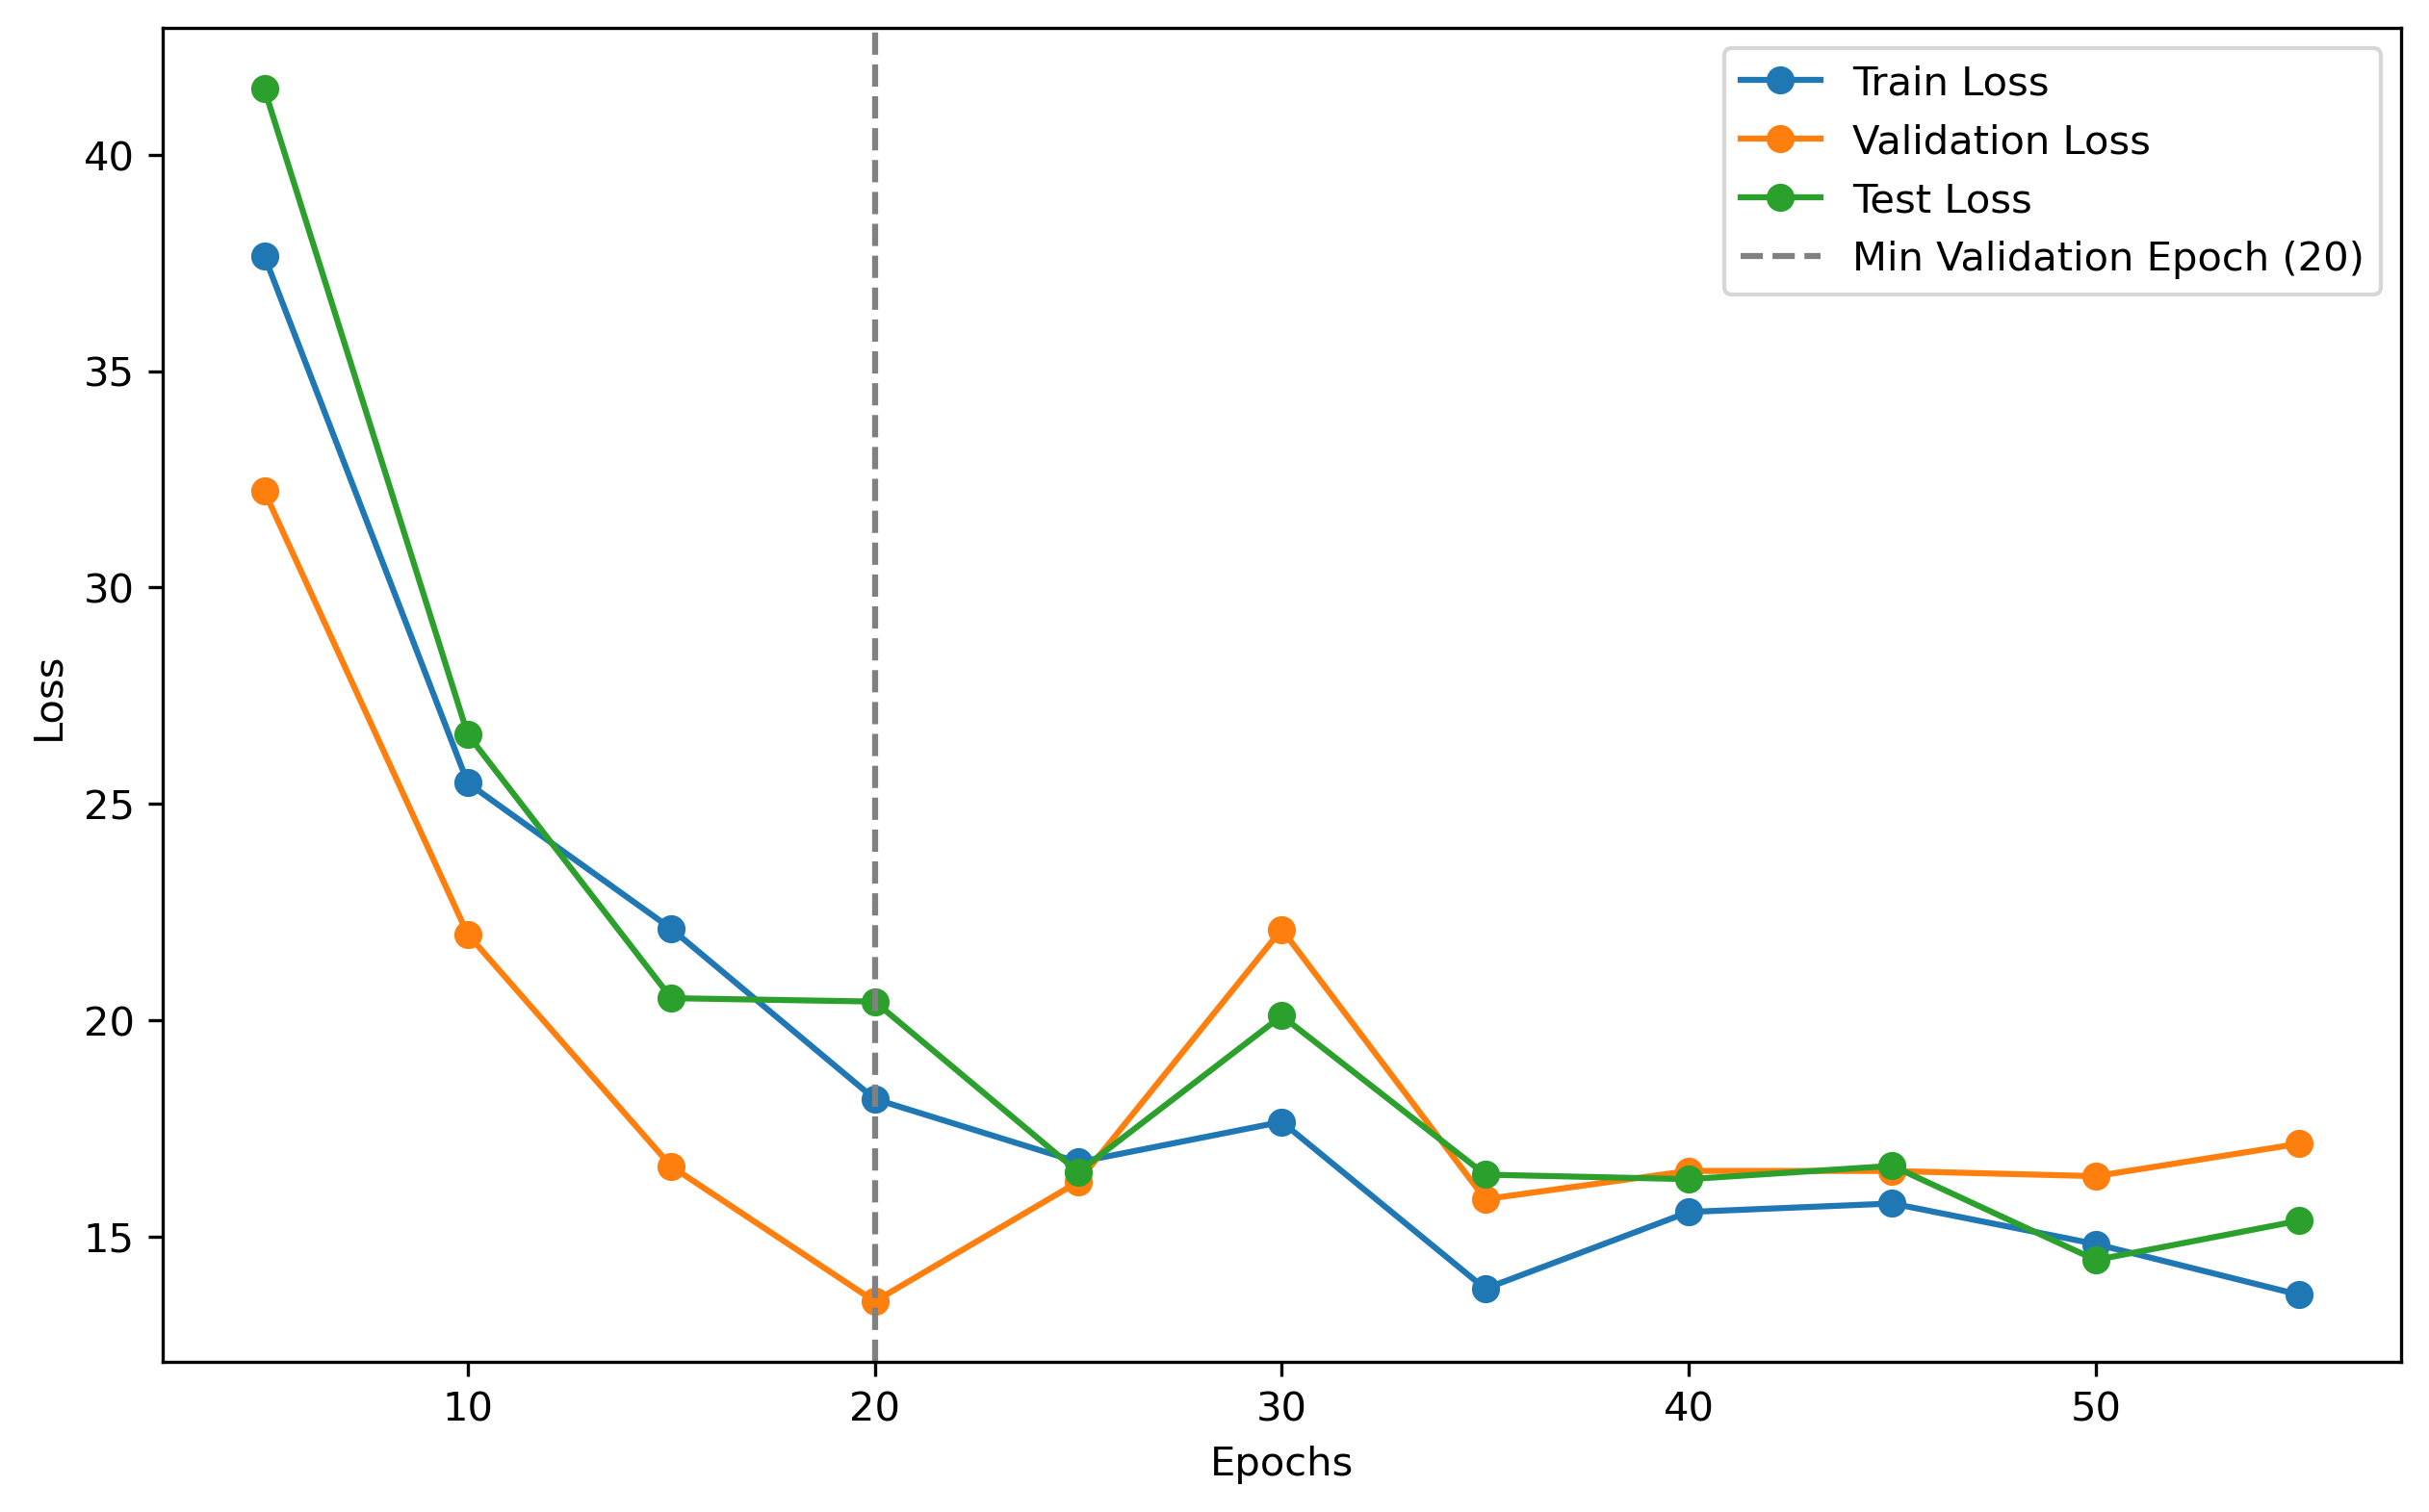 Train Loss
Validation Loss
Test Loss
Min Validation Epoch (20)
40
35
30
25
20
15
Loss
10 20 30 40 50
Epochs